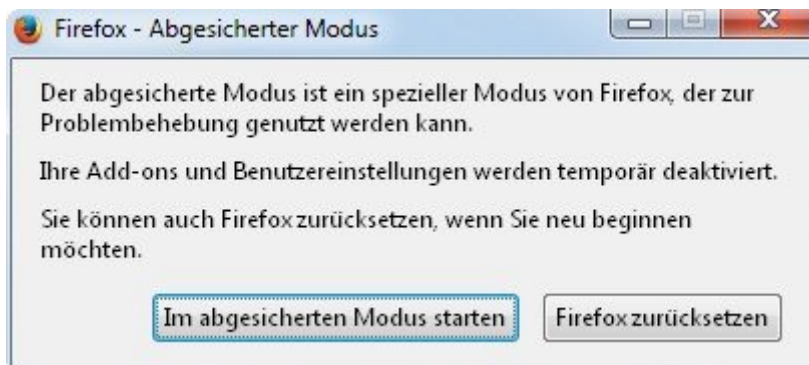 Firefox - Abgesicherter Modus
Der abgesicherte Modus ist ein spezieller Modus von Firefox, der zur
Problembehebung genutzt werden kann.
Ihre Add-ons und Benutzereinstellungen werden temporär deaktiviert.
Sie können auch Firefox zurücksetzen, wenn Sie neu beginnen
möchten.
Im abgesicherten Modus starten
Firefox zurücksetzen